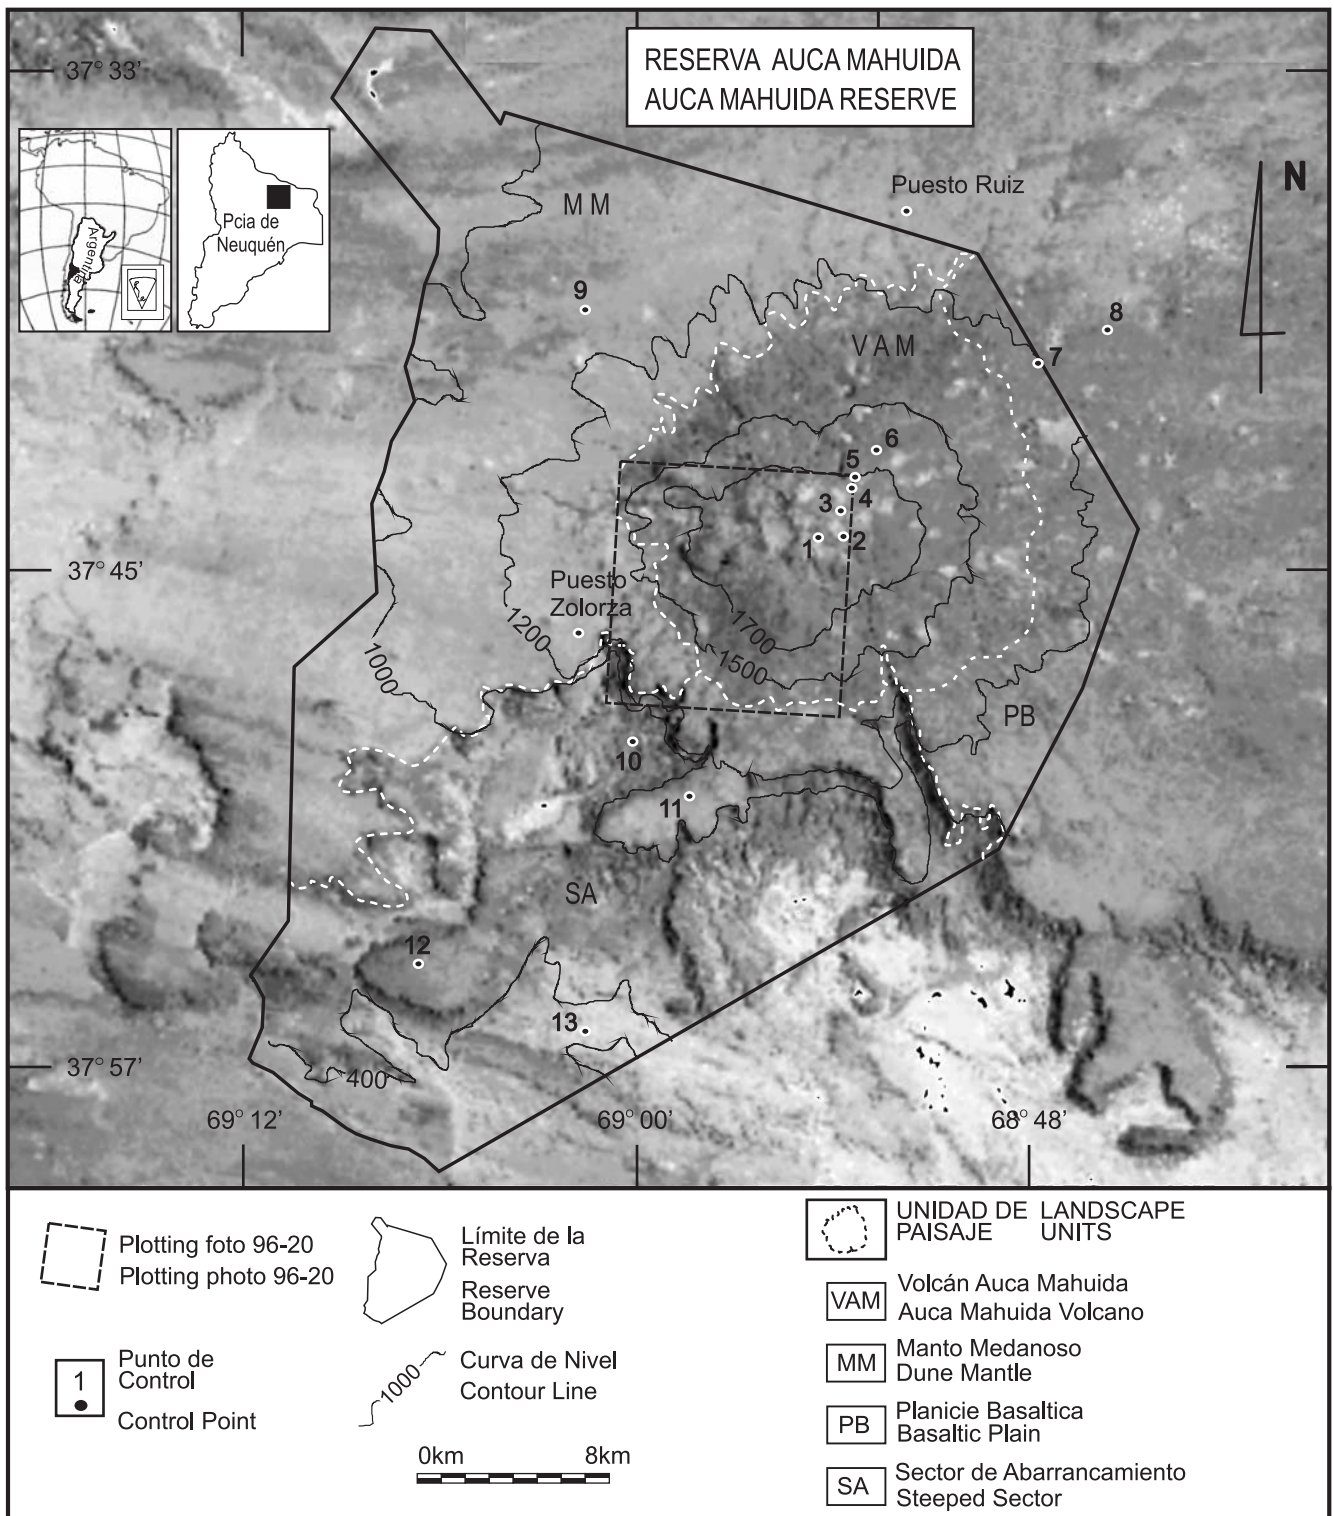 RESERVA AUCA MAHUIDA
AUCA MAHUIDA RESERVE
37° 33'
Argentina
Pcia de
Neuquén
N
Puesto Ruiz
MM
9
8
VAM
7
6
5
4
3
1
2
37° 45'
Puesto
Zolorza
1200
1000
1700
1500
PB
10
11
SA
12
13
37° 57'
400
69° 12'
69° 00'
68° 48'
Plotting foto 96-20
Plotting photo 96-20
1
Punto de
Control
Control Point
Límite de la
Reserva
Reserve
Boundary
1000
Curva de Nivel
Contour Line
0km 8km
UNIDAD DE LANDSCAPE
PAISAJE UNITS
VAM
Volcán Auca Mahuida
Auca Mahuida Volcano
MM
Manto Medanoso
Dune Mantle
PB
Planicie Basaltica
Basaltic Plain
SA
Sector de Abarrancamiento
Steeped Sector